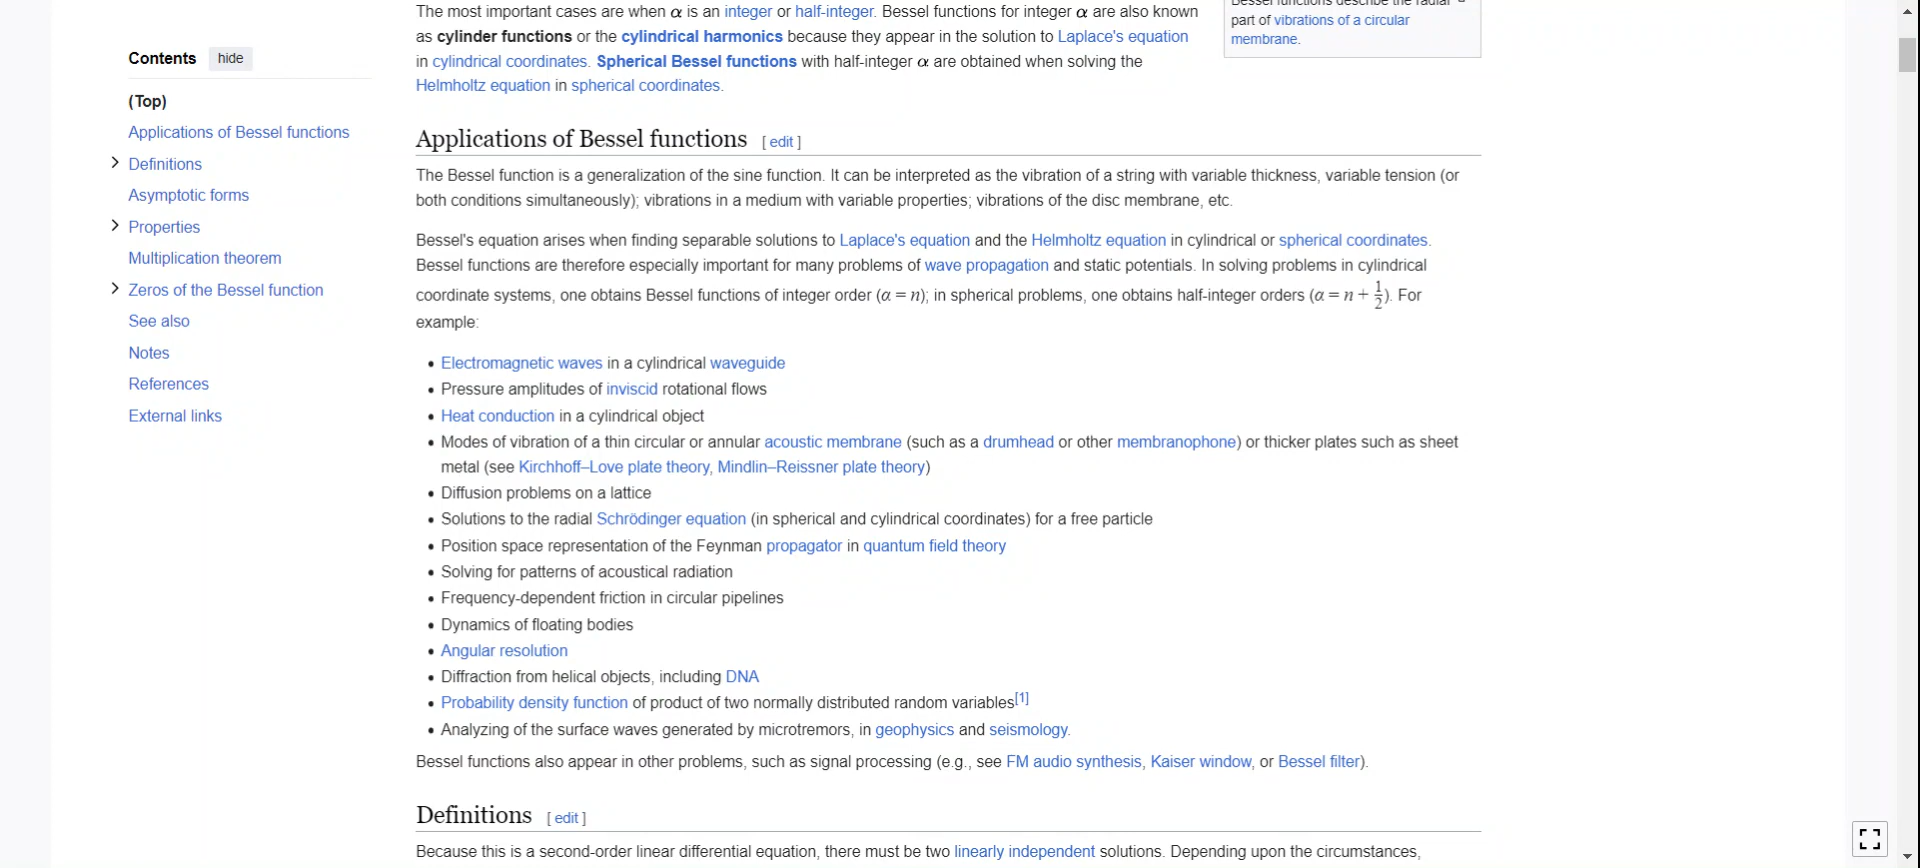 The most important cases are when α is an integer or half-integer. Bessel functions for integer α are also known
as cylinder functions or the cylindrical harmonics because they appear in the solution to Laplace's equation
in cylindrical coordinates. Spherical Bessel functions with half-integer α are obtained when solving the
Helmholtz equation in spherical coordinates.
Bessel functions describe the radial
part of vibrations of a circular
membrane.
Contents hide
(Top)
Applications of Bessel functions
Definitions
Asymptotic forms
Properties
Multiplication theorem
Zeros of the Bessel function
See also
Notes
References
External links
Applications of Bessel functions [ edit ]
The Bessel function is a generalization of the sine function. It can be interpreted as the vibration of a string with variable thickness, variable tension (or
both conditions simultaneously); vibrations in a medium with variable properties; vibrations of the disc membrane, etc.
Bessel's equation arises when finding separable solutions to Laplace's equation and the Helmholtz equation in cylindrical or spherical coordinates.
Bessel functions are therefore especially important for many problems of wave propagation and static potentials. In solving problems in cylindrical
coordinate systems, one obtains Bessel functions of integer order (α = n); in spherical problems, one obtains half-integer orders (α = n + 1/2). For
example:
• Electromagnetic waves in a cylindrical waveguide
• Pressure amplitudes of inviscid rotational flows
• Heat conduction in a cylindrical object
• Modes of vibration of a thin circular or annular acoustic membrane (such as a drumhead or other membranophone) or thicker plates such as sheet
metal (see Kirchhoff–Love plate theory, Mindlin–Reissner plate theory)
• Diffusion problems on a lattice
• Solutions to the radial Schrödinger equation (in spherical and cylindrical coordinates) for a free particle
• Position space representation of the Feynman propagator in quantum field theory
• Solving for patterns of acoustical radiation
• Frequency-dependent friction in circular pipelines
• Dynamics of floating bodies
• Angular resolution
• Diffraction from helical objects, including DNA
• Probability density function of product of two normally distributed random variables[1]
• Analyzing of the surface waves generated by microtremors, in geophysics and seismology.
Bessel functions also appear in other problems, such as signal processing (e.g., see FM audio synthesis, Kaiser window, or Bessel filter).
Definitions [ edit ]
Because this is a second-order linear differential equation, there must be two linearly independent solutions. Depending upon the circumstances,